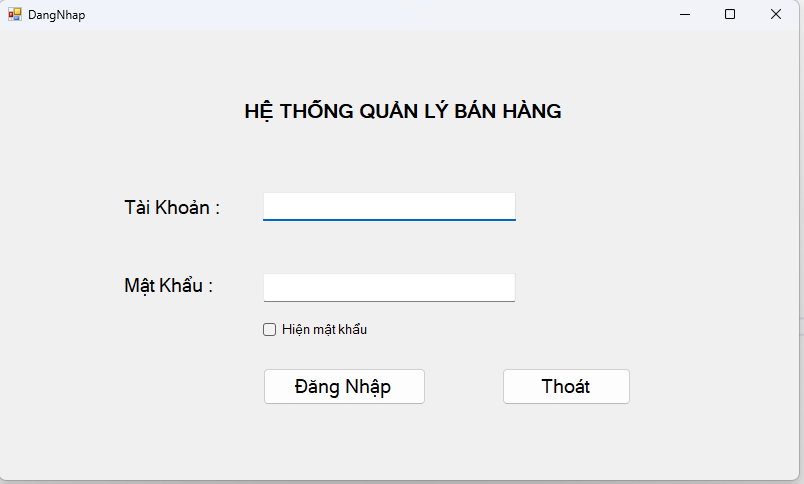 DangNhap
HỆ THỐNG QUẢN LÝ BÁN HÀNG
Tài Khoản :
Mật Khẩu :
Hiện mật khẩu
Đăng Nhập
Thoát